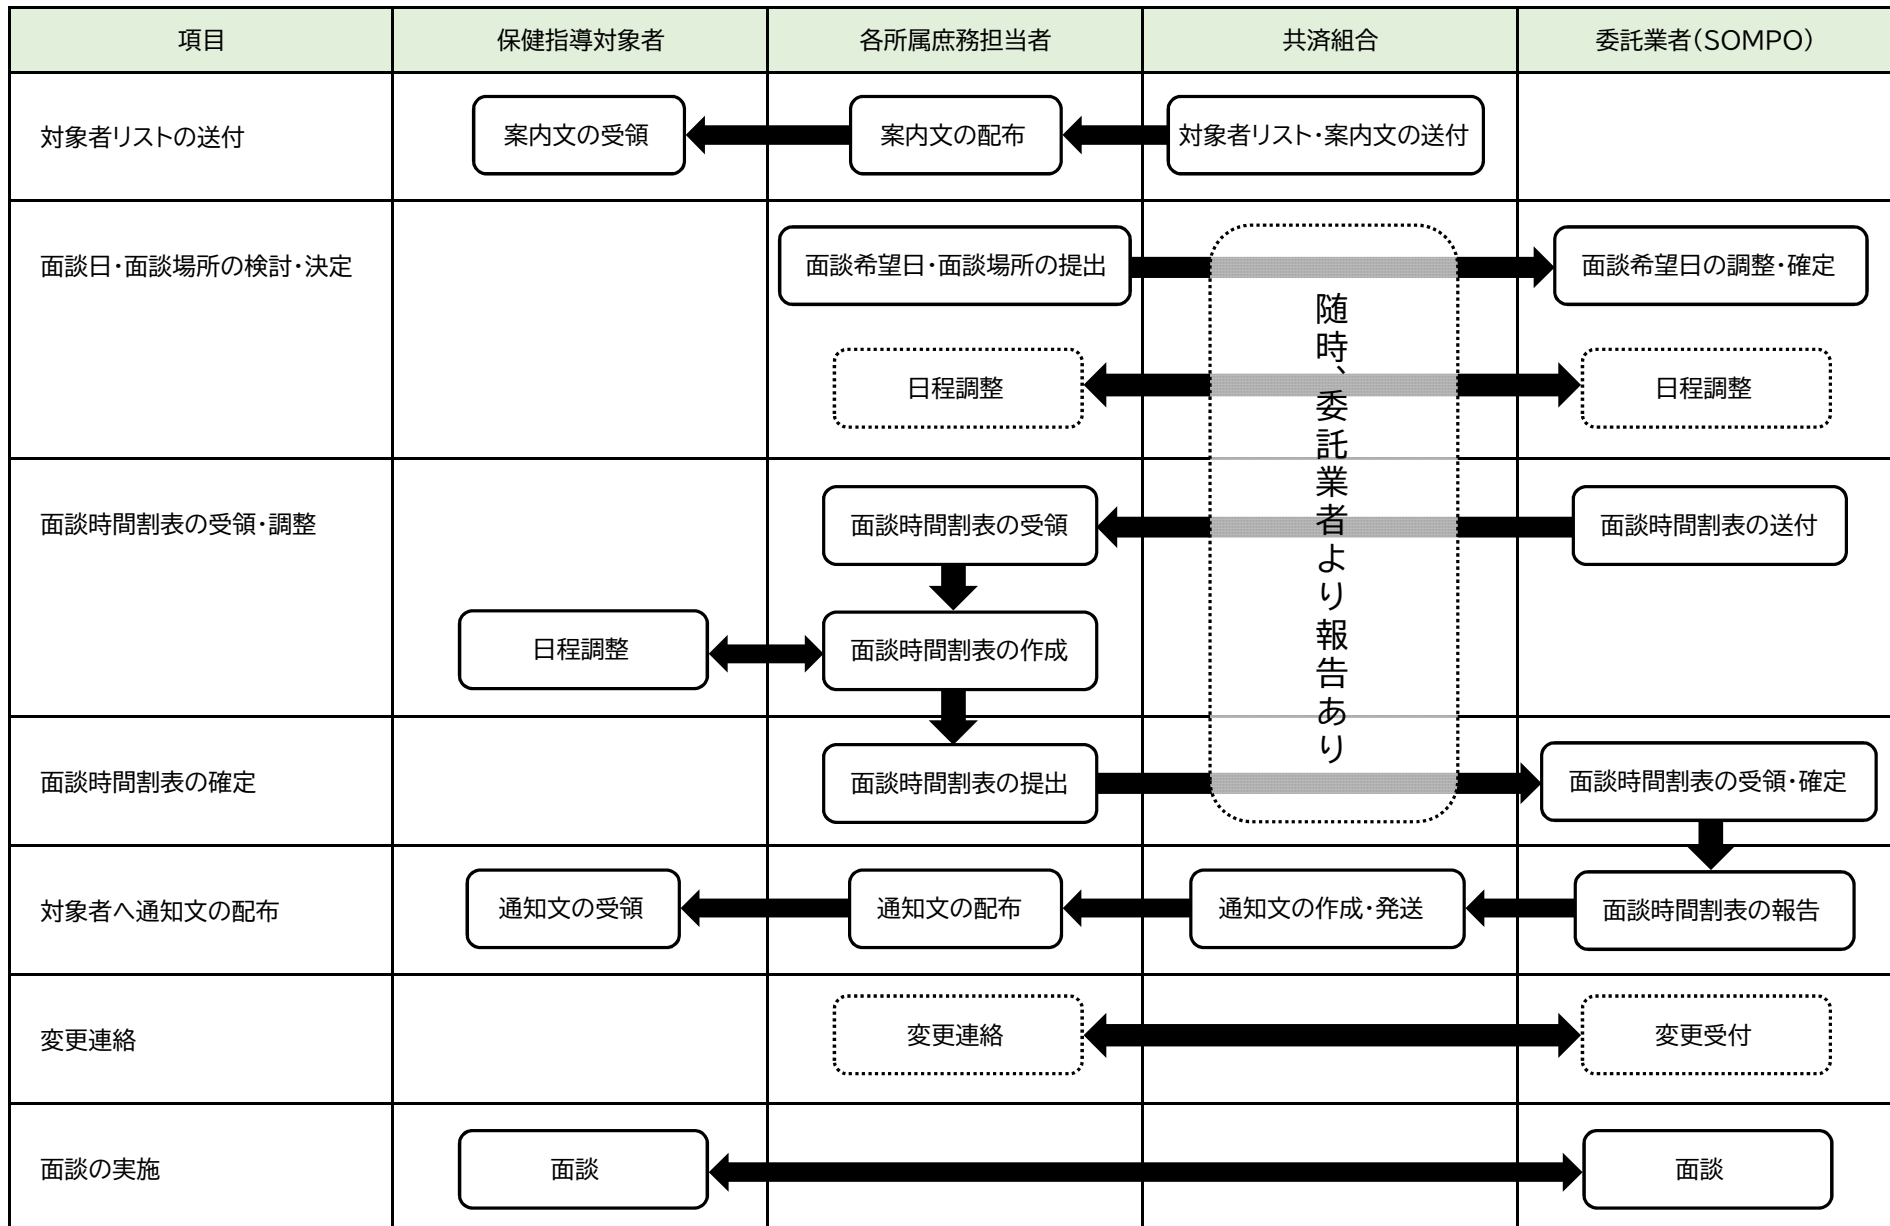 項目
保健指導対象者
各所属庶務担当者
共済組合
委託業者(SOMPO)
対象者リストの送付
案内文の受領
案内文の配布
対象者リスト・案内文の送付
面談日・面談場所の検討・決定
面談希望日・面談場所の提出
面談希望日の調整・確定
随時、委託業者より報告あり
日程調整
日程調整
面談時間割表の受領・調整
面談時間割表の受領
面談時間割表の送付
日程調整
面談時間割表の作成
面談時間割表の確定
面談時間割表の提出
面談時間割表の受領・確定
対象者へ通知文の配布
通知文の受領
通知文の配布
通知文の作成・発送
面談時間割表の報告
変更連絡
変更連絡
変更受付
面談の実施
面談
面談